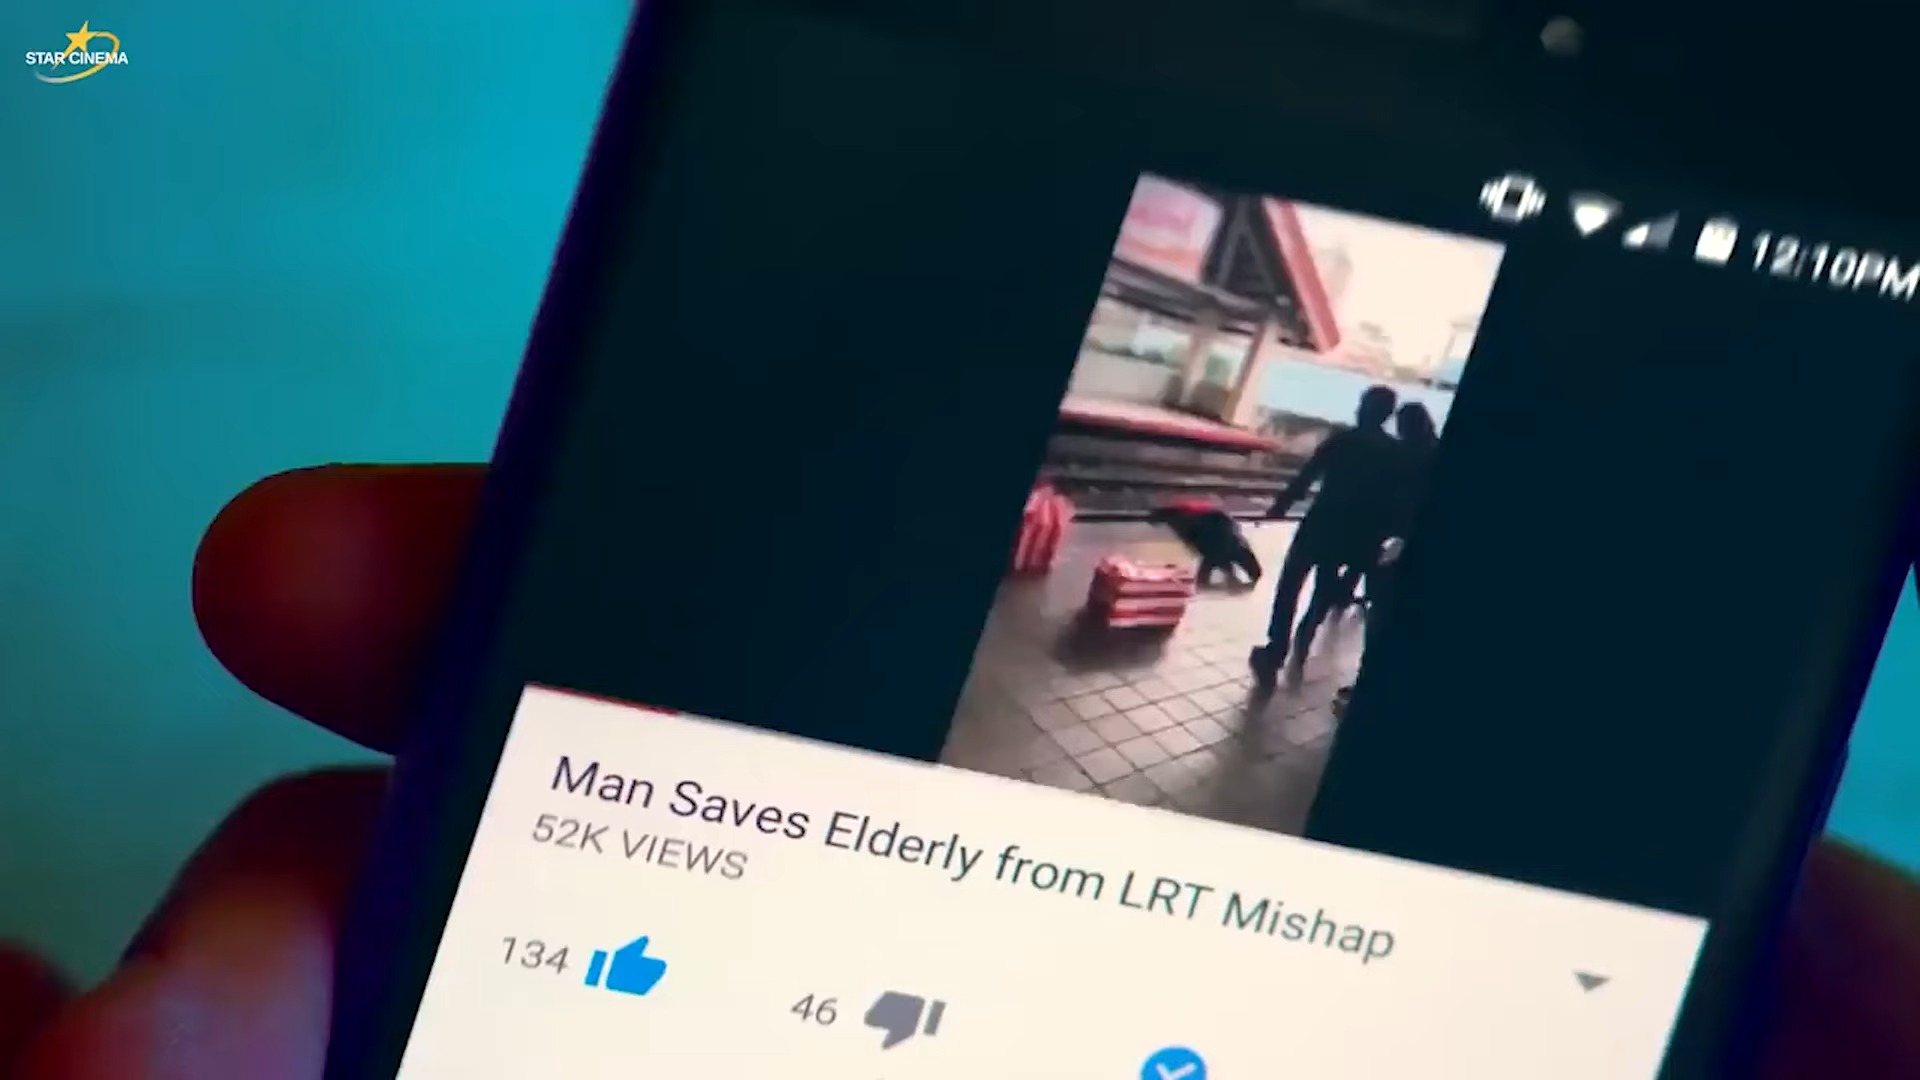 STAR CINEMA
12:10PM
Man Saves Elderly from LRT Mishap
52K VIEWS
134
46